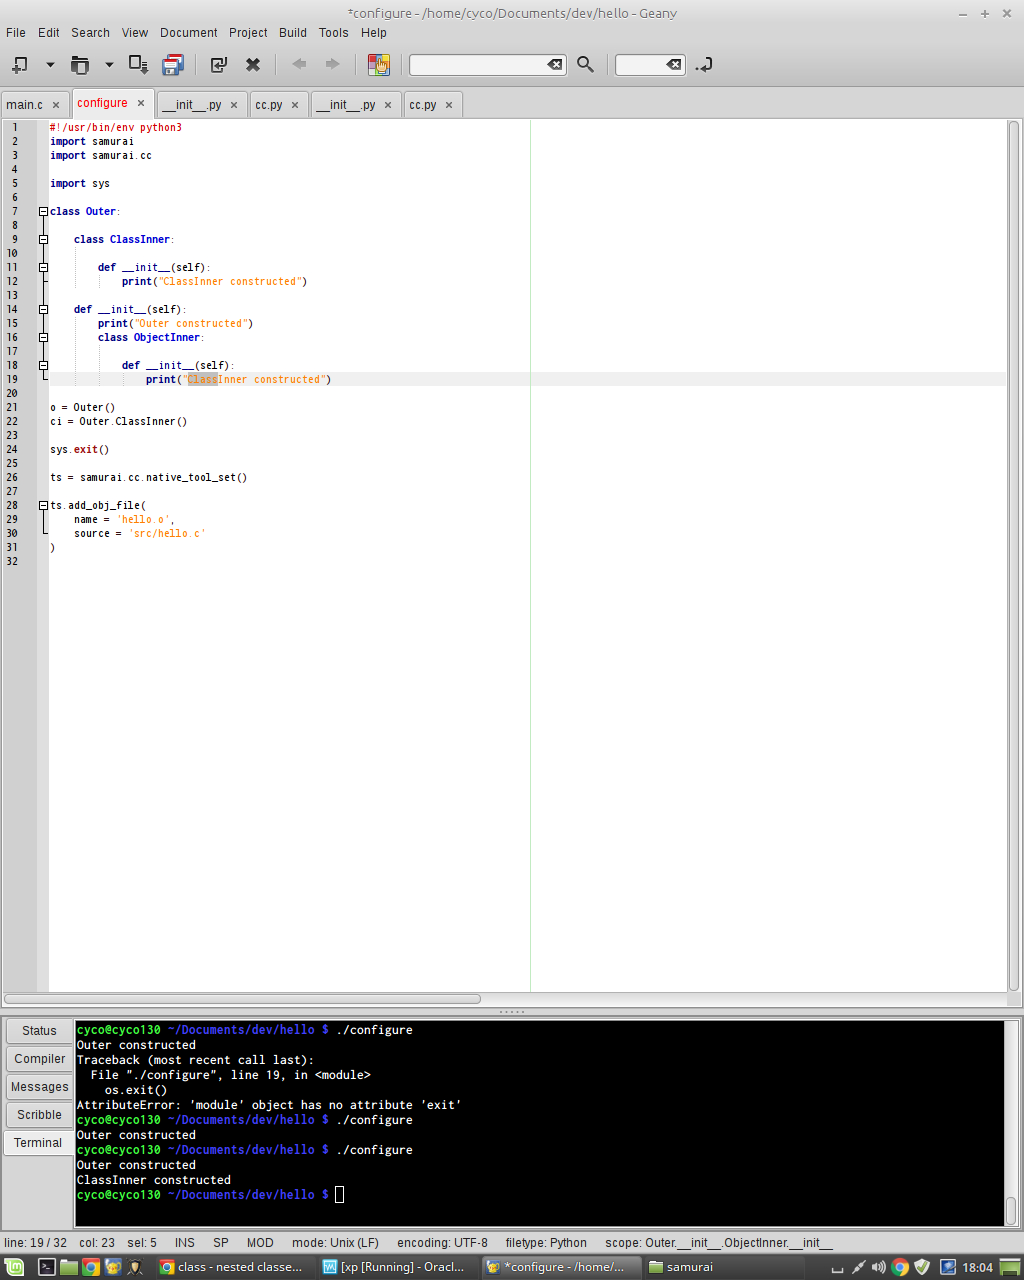 *configure - /home/cyco/Documents/dev/hello - Geany
File Edit Search View Document Project Build Tools Help
main.c configure __init__.py cc.py __init__.py cc.py
1 #!/usr/bin/env python3
2 import samurai
3 import samurai.cc
4
5 import sys
6
7 class Outer:
8
9 class ClassInner:
10
11 def __init__(self):
12 print("ClassInner constructed")
13
14 def __init__(self):
15 print("Outer constructed")
16 class ObjectInner:
17
18 def __init__(self):
19 print("ClassInner constructed")
20
21 o = Outer()
22 ci = Outer.ClassInner()
23
24 sys.exit()
25
26 ts = samurai.cc.native_tool_set()
27
28 ts.add_obj_file(
29 name = 'hello.o',
30 source = 'src/hello.c'
31 )
32
Status
Compiler
Messages
Scribble
Terminal
cyco@cyco130 ~/Documents/dev/hello $ ./configure
Outer constructed
Traceback (most recent call last):
File "./configure", line 19, in <module>
os.exit()
AttributeError: 'module' object has no attribute 'exit'
cyco@cyco130 ~/Documents/dev/hello $ ./configure
Outer constructed
cyco@cyco130 ~/Documents/dev/hello $ ./configure
Outer constructed
ClassInner constructed
cyco@cyco130 ~/Documents/dev/hello $
line: 19 / 32 col: 23 sel: 5 INS SP MOD mode: Unix (LF) encoding: UTF-8 filetype: Python scope: Outer.__init__.ObjectInner.__init__
class - nested classe... [xp [Running] - Oracl... *configure - /home/... samurai 18:04